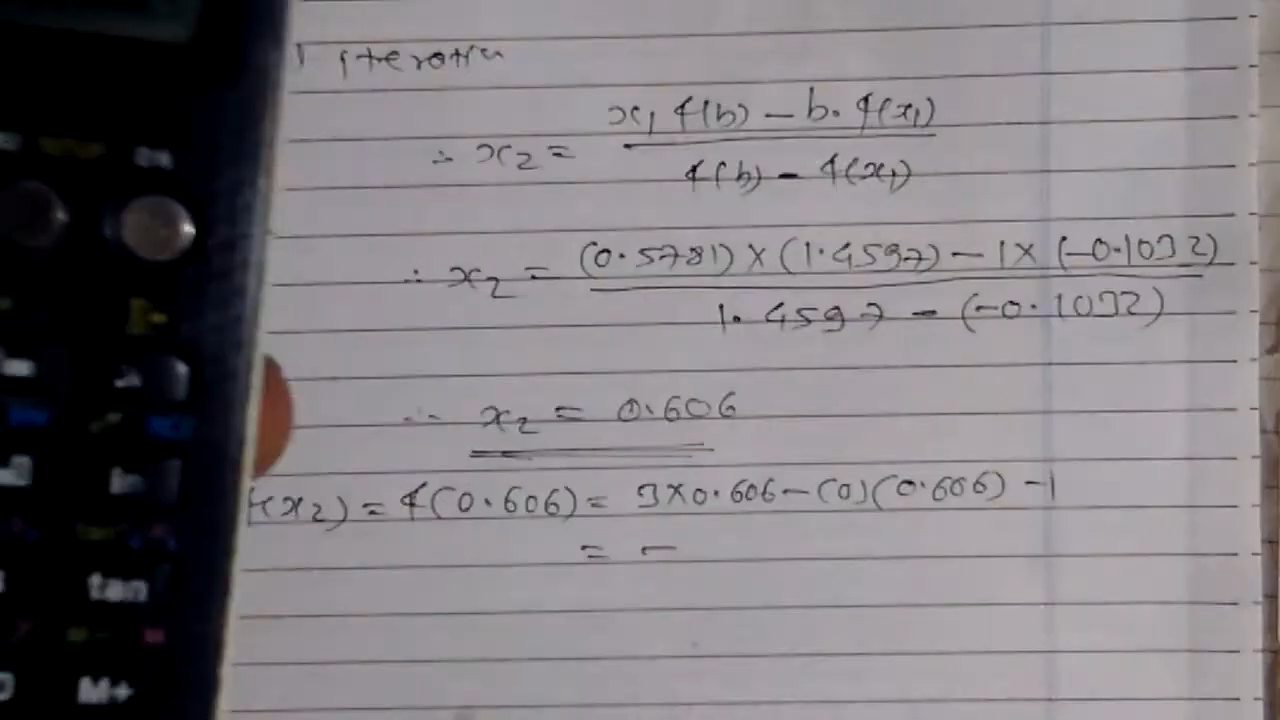 Iteration
∴ x₂ = x₁ f(b) - b. f(x₁) / f(b) - f(x₁)
∴ x₂ = (0.5781) × (1.4597) - 1 × (-0.1032) / 1.4597 - (-0.1032)
∴ x₂ = 0.606
f(x₂) = f(0.606) = 3×0.606 - cos(0.606) - 1
= -
tan
M+